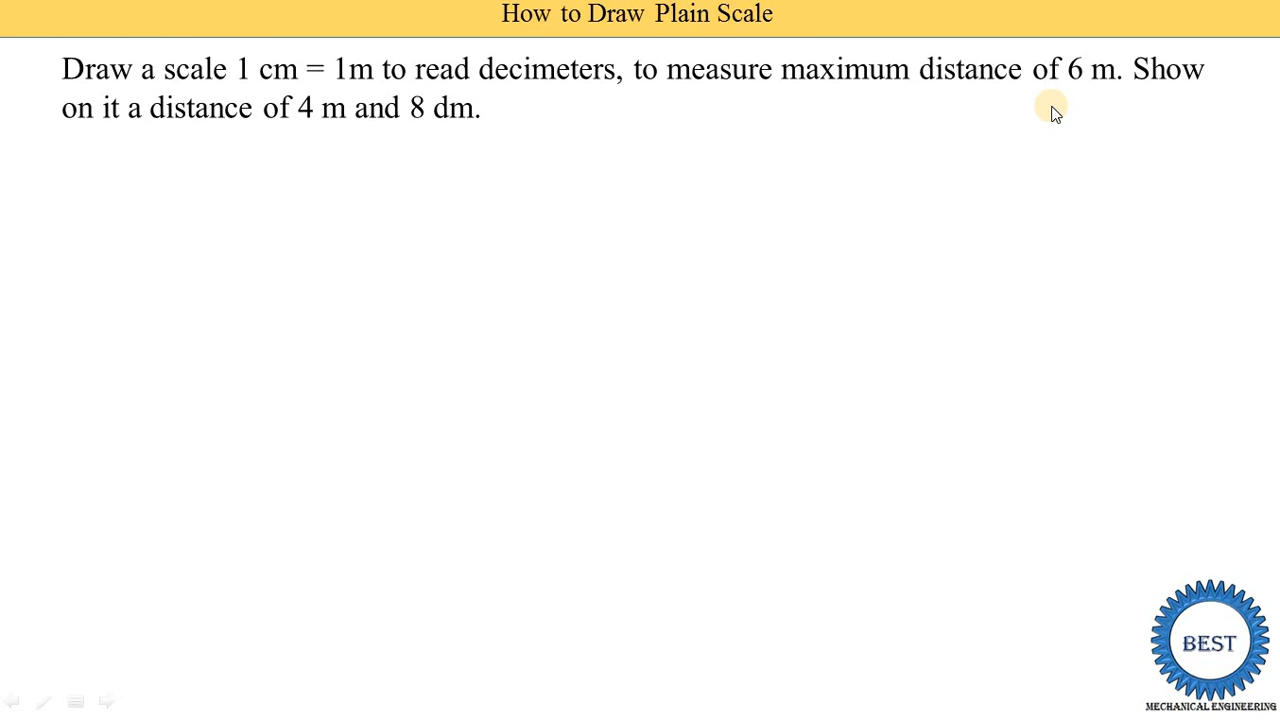 How to Draw Plain Scale
Draw a scale 1 cm = 1m to read decimeters, to measure maximum distance of 6 m. Show
on it a distance of 4 m and 8 dm.
BEST
MECHANICAL ENGINEERING